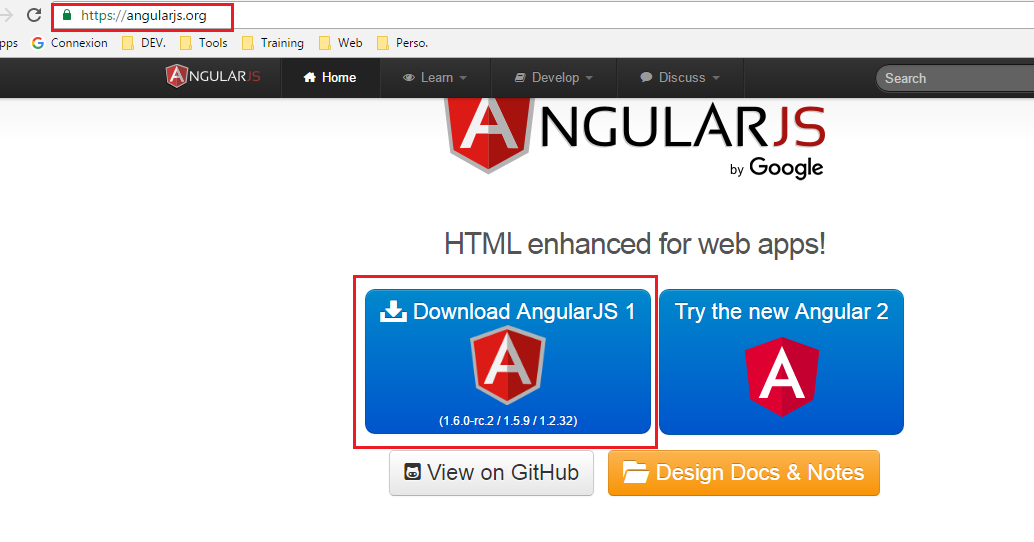 https://angularjs.org
pps Connexion DEV. Tools Training Web Perso.
ANGULARJS Home Learn Develop Discuss Search
ANGULARJS
by Google
HTML enhanced for web apps!
Download AngularJS 1
(1.6.0-rc.2 / 1.5.9 / 1.2.32)
Try the new Angular 2
View on GitHub Design Docs & Notes